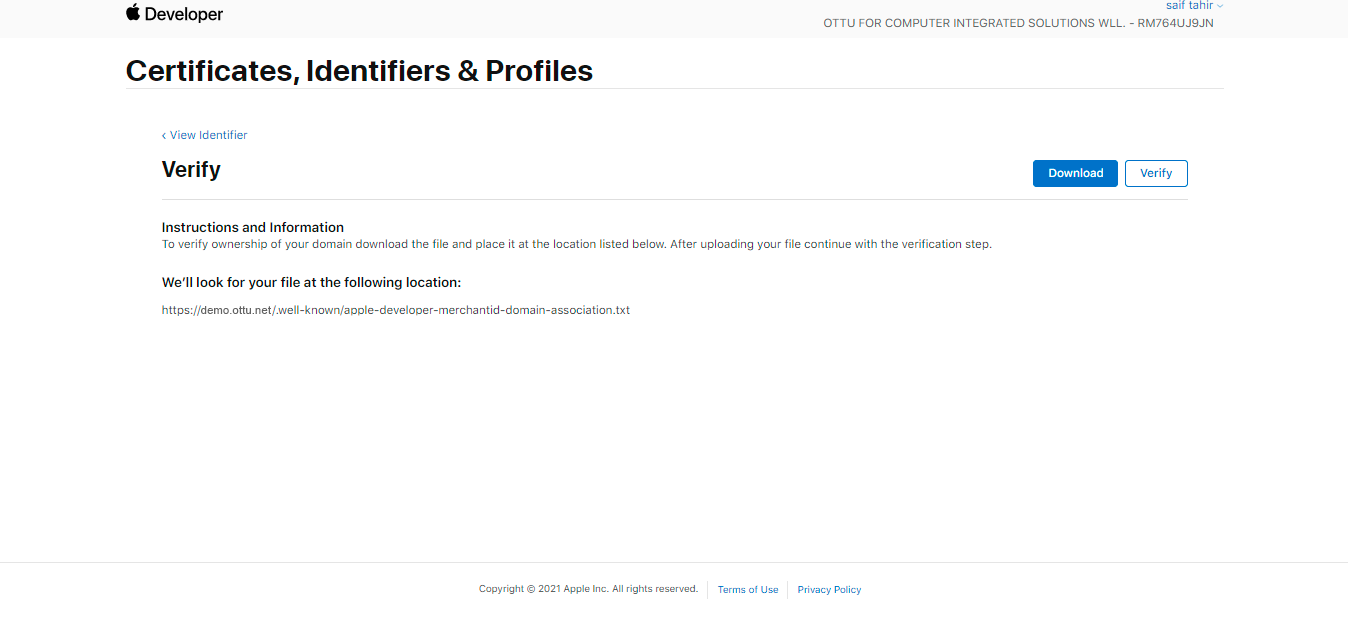 Developer
saif tahir
OTTU FOR COMPUTER INTEGRATED SOLUTIONS WLL. - RM764UJ9JN
Certificates, Identifiers & Profiles
‹ View Identifier
Verify
Download
Verify
Instructions and Information
To verify ownership of your domain download the file and place it at the location listed below. After uploading your file continue with the verification step.
We’ll look for your file at the following location:
https://demo.ottu.net/.well-known/apple-developer-merchantid-domain-association.txt
Copyright © 2021 Apple Inc. All rights reserved.
Terms of Use
Privacy Policy